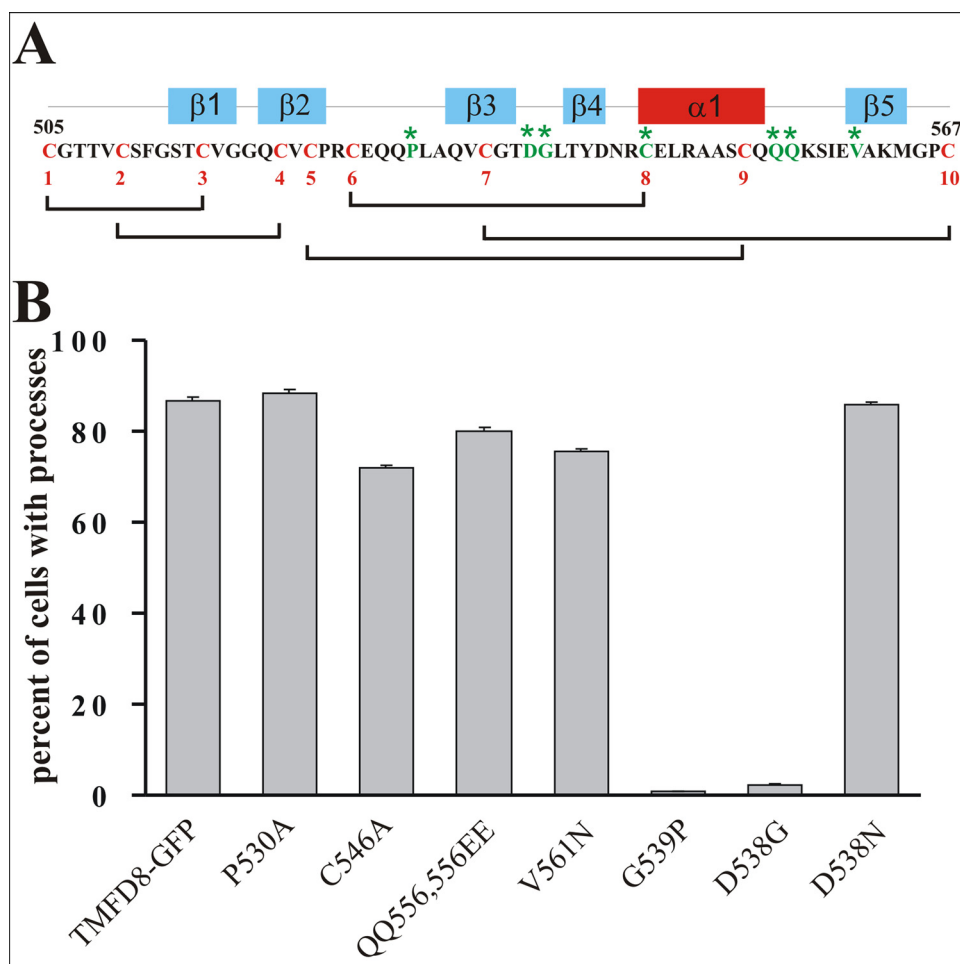 A
β1 β2 β3 β4 α1 β5
* ** * ** *
505 567
CGTTVCSFGSTCVGGQCVCPRCEQQPLAQVCGTDGLTYDNRCELRAASCQQQKSIEVAKMGPC
1 2 3 4 5 6 7 8 9 10
B
percent of cells with processes
100
80
60
40
20
0
TMFD8-GFP
P530A
C546A
QQ556,556EE
V561N
G539P
D538G
D538N